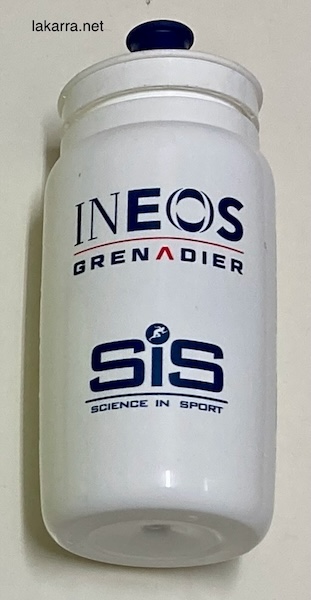 lakarra.net
INEOS
GRENADIER
SiS
SCIENCE IN SPORT